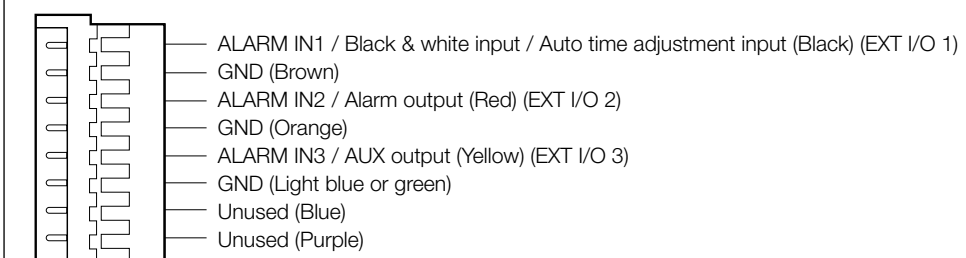 ALARM IN1 / Black & white input / Auto time adjustment input (Black) (EXT I/O 1)
GND (Brown)
ALARM IN2 / Alarm output (Red) (EXT I/O 2)
GND (Orange)
ALARM IN3 / AUX output (Yellow) (EXT I/O 3)
GND (Light blue or green)
Unused (Blue)
Unused (Purple)